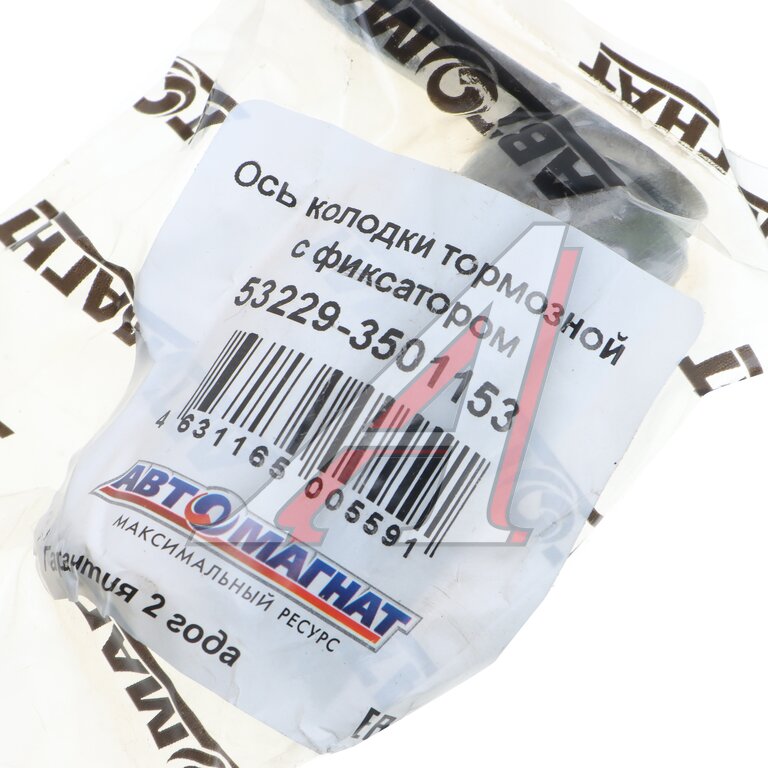 Ось колодки тормозной
с фиксатором
53229-3501153
4 631165 005591
АВТОМАГНАТ
МАКСИМАЛЬНЫЙ РЕСУРС
Гарантия 2 года